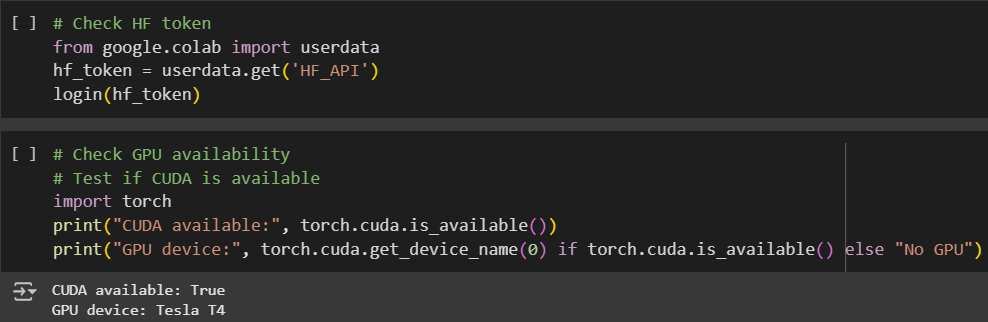 [ ] # Check HF token
from google.colab import userdata
hf_token = userdata.get('HF_API')
login(hf_token)
[ ] # Check GPU availability
# Test if CUDA is available
import torch
print("CUDA available:", torch.cuda.is_available())
print("GPU device:", torch.cuda.get_device_name(0) if torch.cuda.is_available() else "No GPU")
CUDA available: True
GPU device: Tesla T4